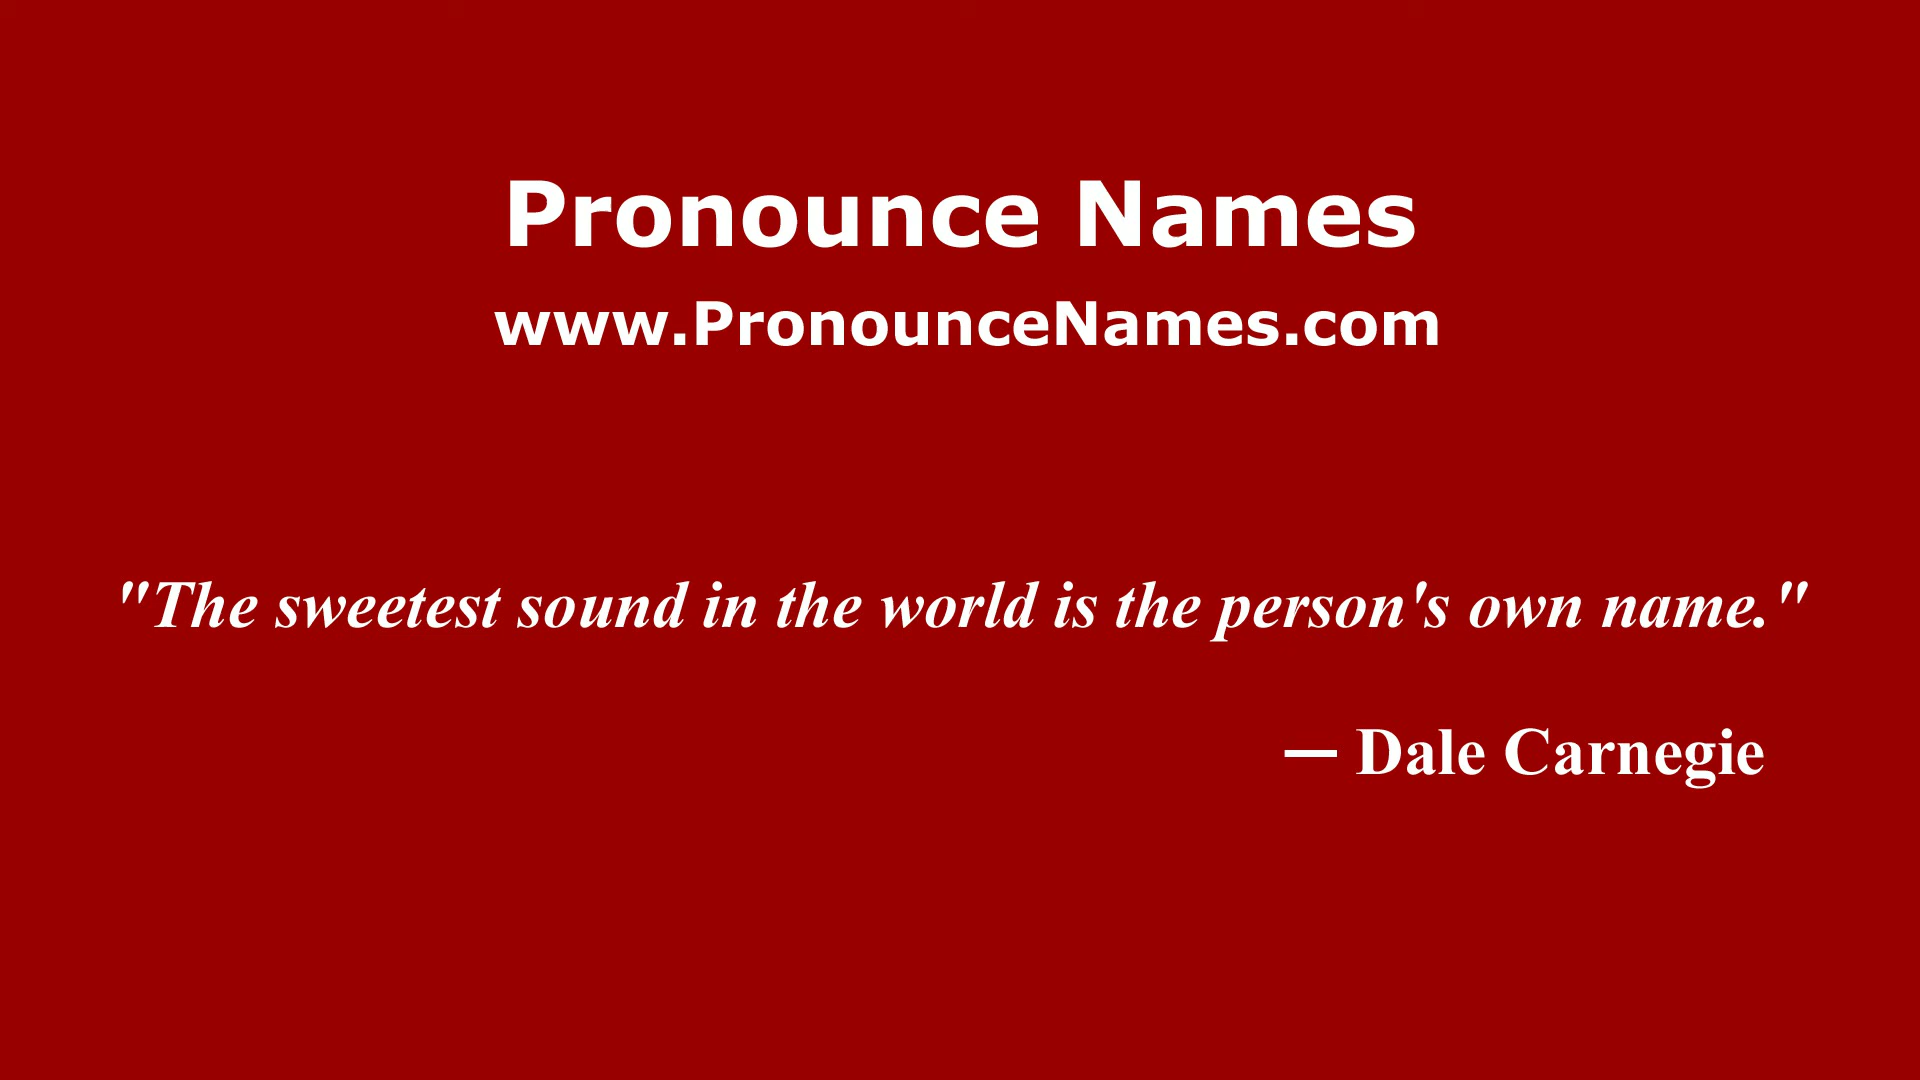 Pronounce Names
www.PronounceNames.com
"The sweetest sound in the world is the person's own name."
— Dale Carnegie